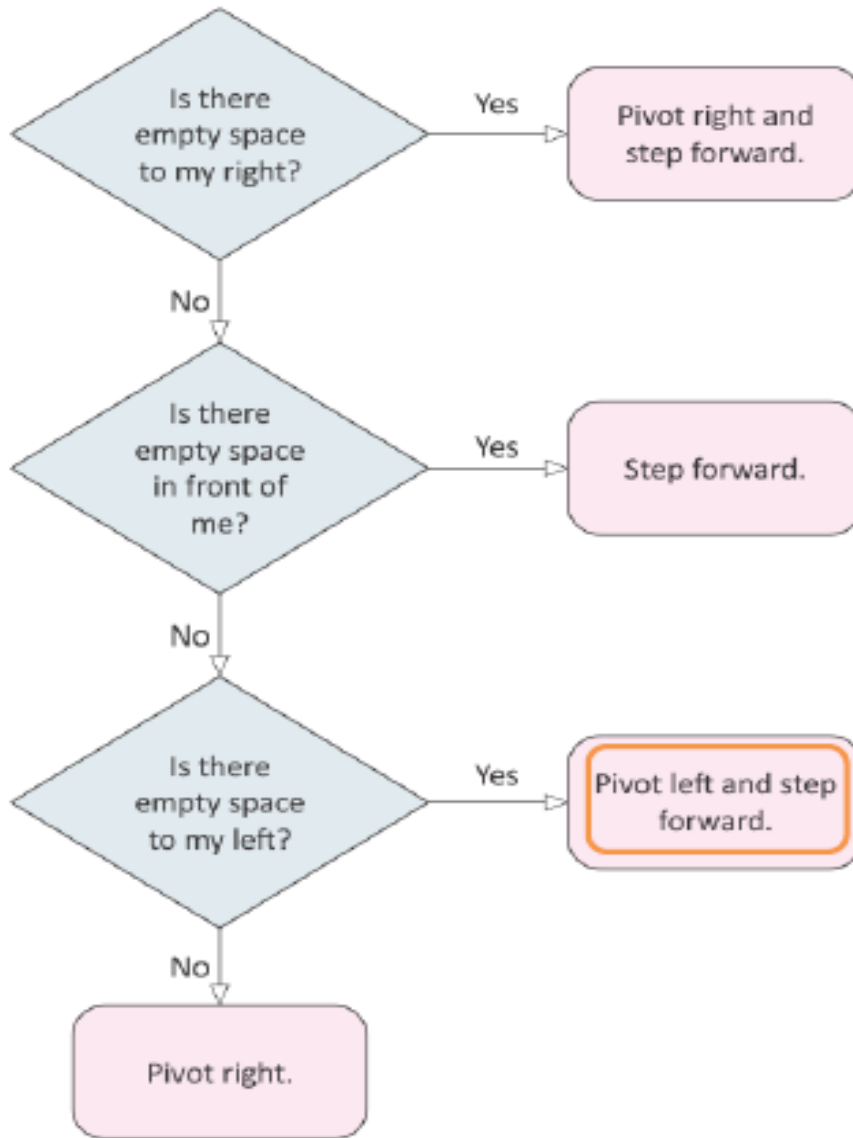 Is there
empty space
to my right?
Yes
Pivot right and
step forward.
No
Is there
empty space
in front of
me?
Yes
Step forward.
No
Is there
empty space
to my left?
Yes
Pivot left and step
forward.
No
Pivot right.